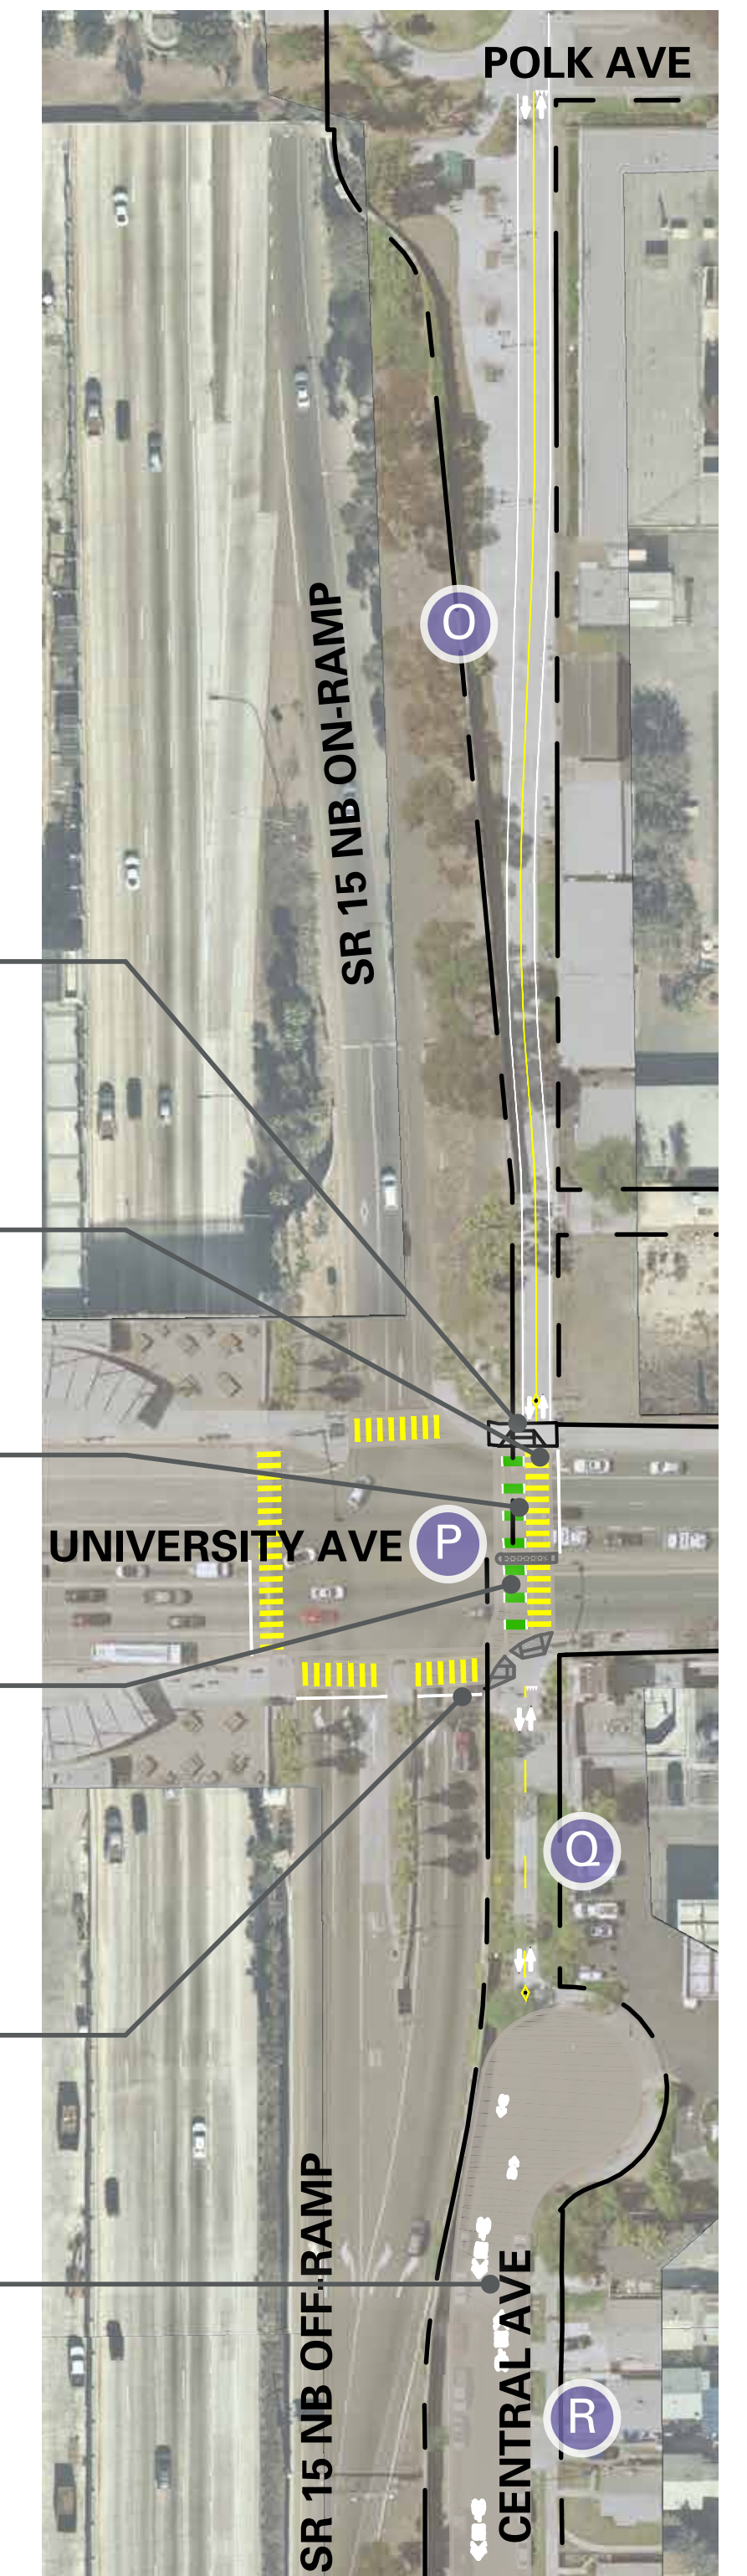 POLK AVE
O
SR 15 NB ON-RAMP
UNIVERSITY AVE
P
Q
SR 15 NB OFF-RAMP
CENTRAL AVE
R